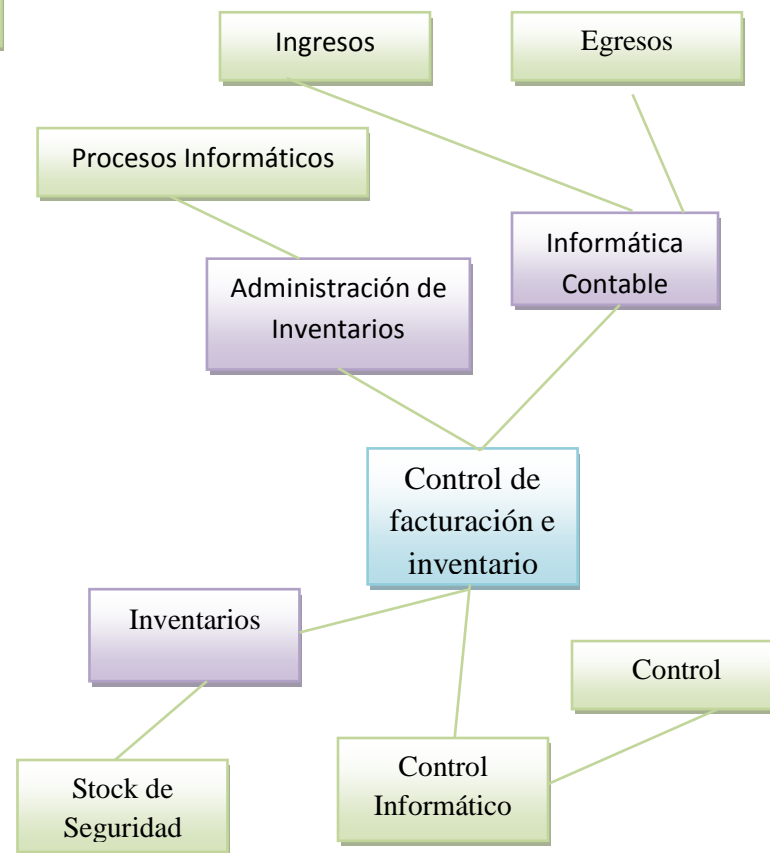 Ingresos
Egresos
Procesos Informáticos
Informática
Contable
Administración de
Inventarios
Control de
facturación e
inventario
Inventarios
Control
Control
Informático
Stock de
Seguridad